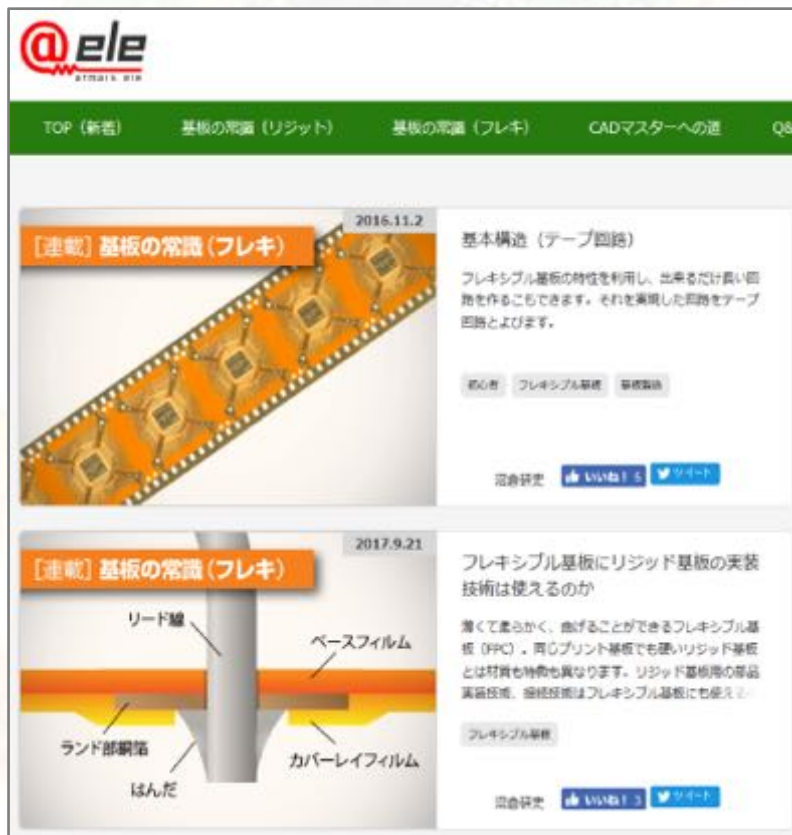 @ele
atmark ele
TOP（新着）　基板の常識（リジット）　基板の常識（フレキ）　CADマスターへの道　Q&
2016.11.2
[連載] 基板の常識（フレキ）
基本構造（テープ回路）
フレキシブル基板の特性を利用し、出来るだけ長い回
路を作るこもできます。それを実現した回路をテープ
回路とよびます。
初心者　フレキシブル基板　基板製造
沼倉研史　いいね！ 5　ツイート
2017.9.21
[連載] 基板の常識（フレキ）
リード線
ベースフィルム
ランド部銅箔
はんだ
カバーレイフィルム
フレキシブル基板にリジッド基板の実装
技術は使えるのか
薄くて柔らかく、曲げることができるフレキシブル基
板（FPC）。同じプリント基板でも硬いリジッド基板
とは材質も特徴も異なります。リジッド基板用の部品
実装技術、接続技術はフレキシブル基板にも使える
フレキシブル基板
沼倉研史　いいね！ 3　ツイート